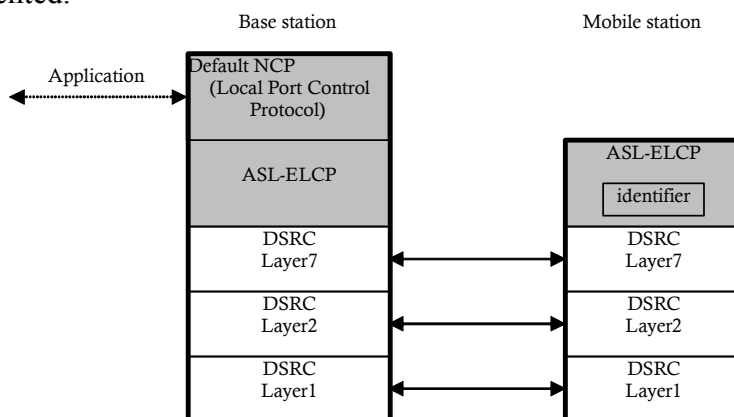 Base station
Mobile station
Application
Default NCP
(Local Port Control
Protocol)
ASL-ELCP
ASL-ELCP
identifier
DSRC
Layer7
DSRC
Layer7
DSRC
Layer2
DSRC
Layer2
DSRC
Layer1
DSRC
Layer1